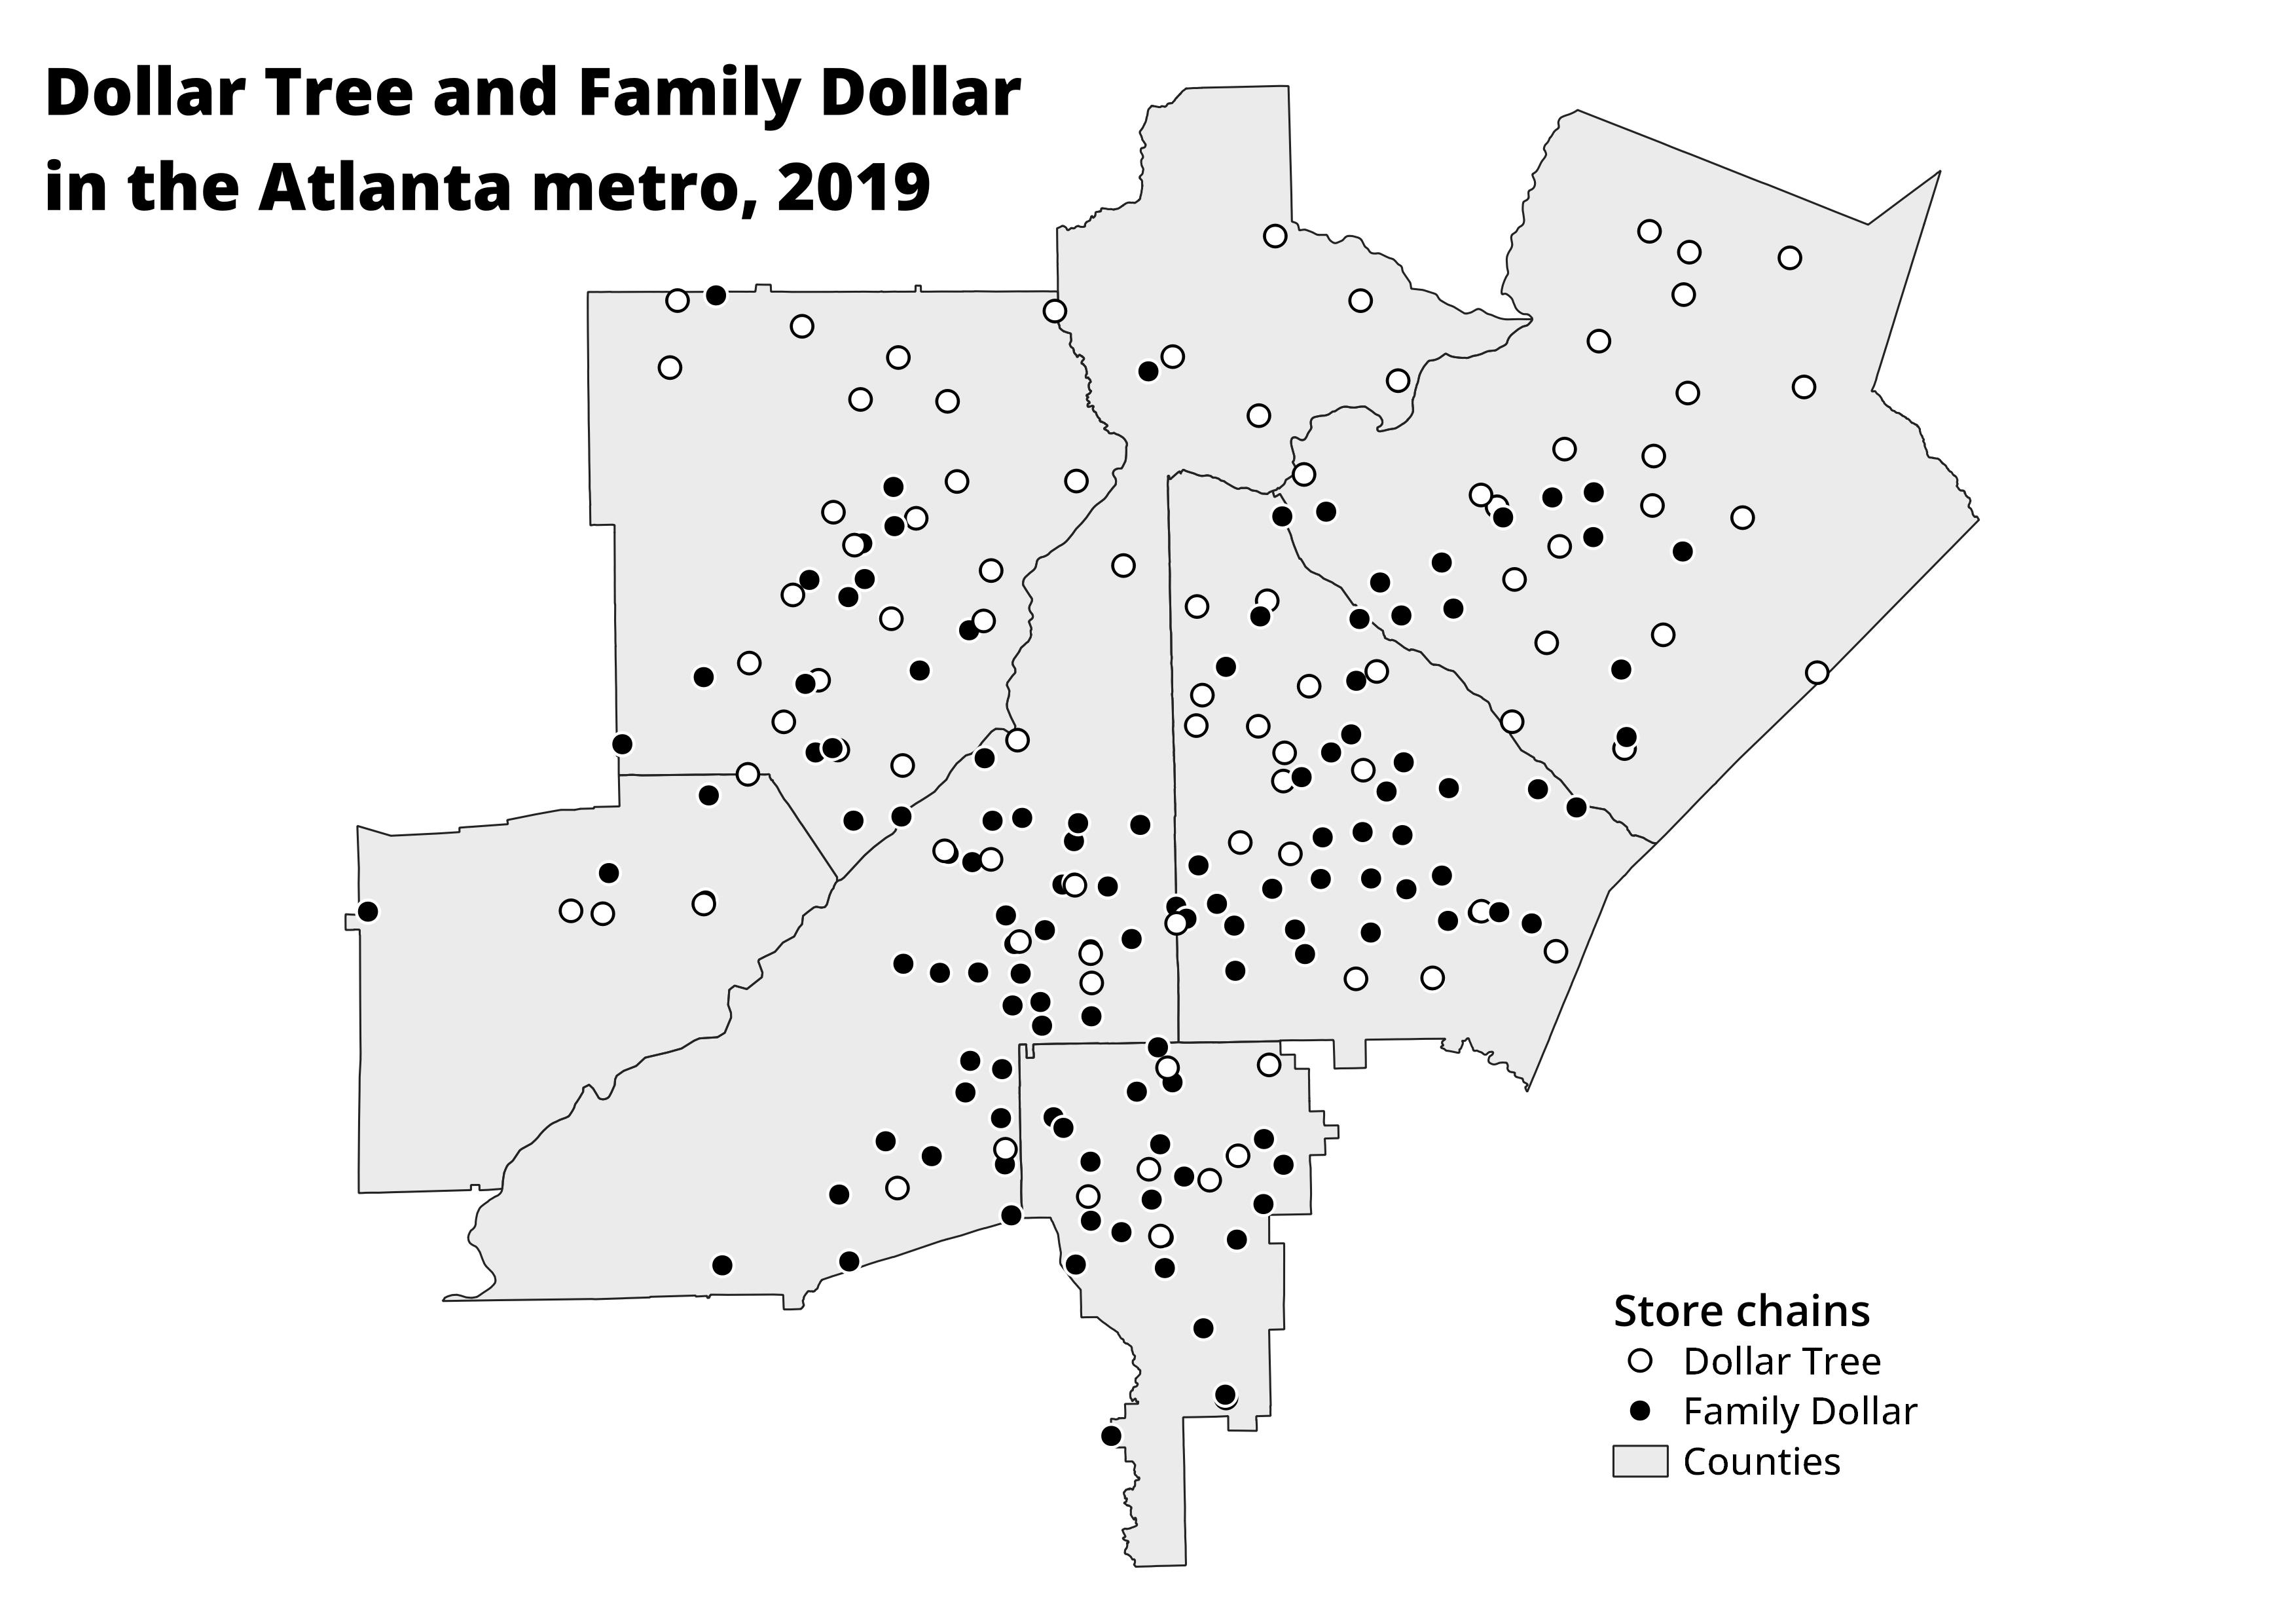 Dollar Tree and Family Dollar
in the Atlanta metro, 2019
Store chains
Dollar Tree
Family Dollar
Counties